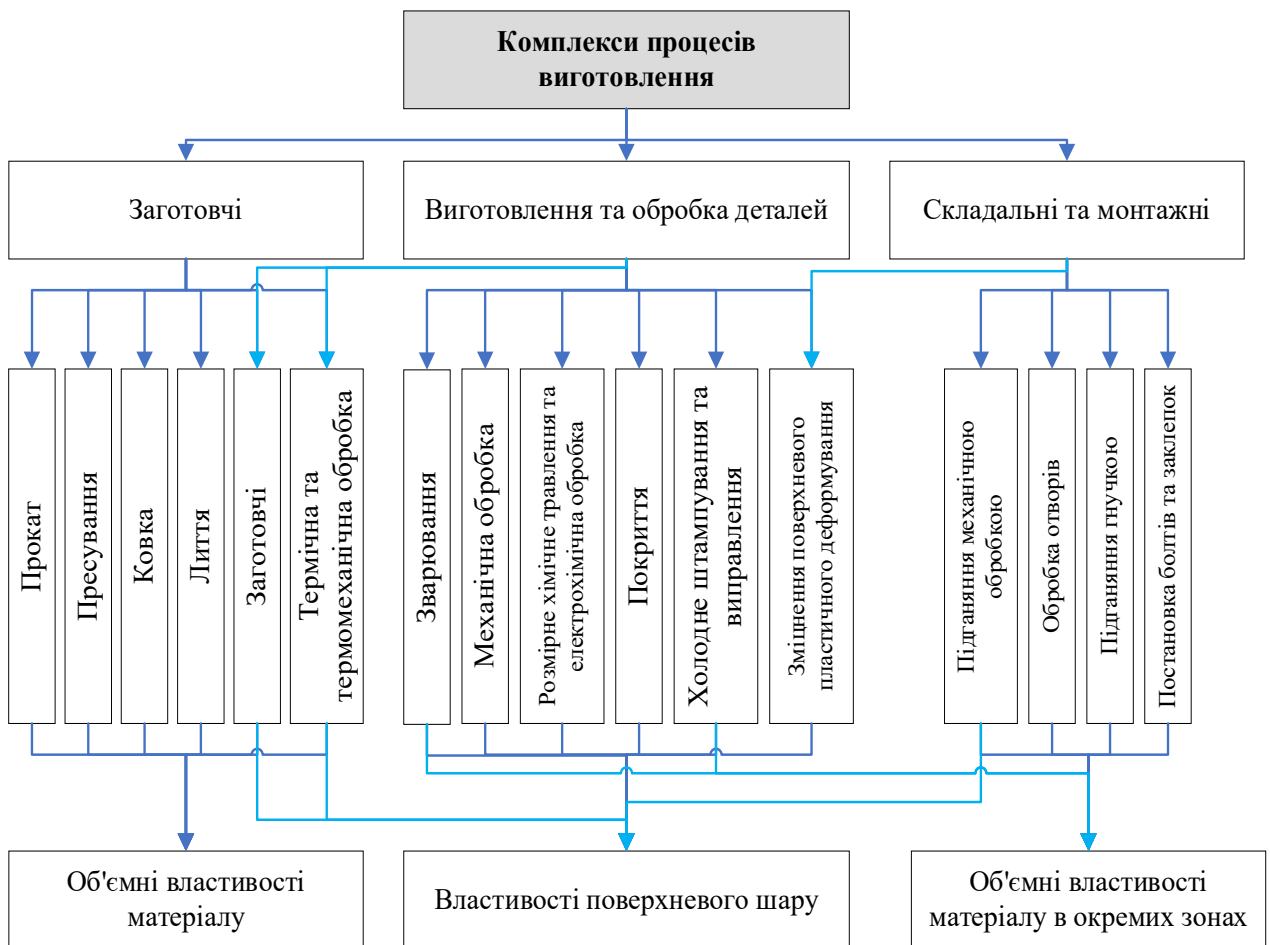 Комплекси процесів
виготовлення
Заготовчі
Виготовлення та обробка деталей
Складальні та монтажні
Прокат
Пресування
Ковка
Лиття
Заготовчі
Термічна та
термомеханічна обробка
Зварювання
Механічна обробка
Розмірне хімічне травлення та
електрохімічна обробка
Покриття
Холодне штампування та
виправлення
Зміцнення поверхневого
пластичного деформування
Підганяння механічною
обробкою
Обробка отворів
Підганяння гнучкою
Постановка болтів та заклепок
Об'ємні властивості
матеріалу
Властивості поверхневого шару
Об'ємні властивості
матеріалу в окремих зонах